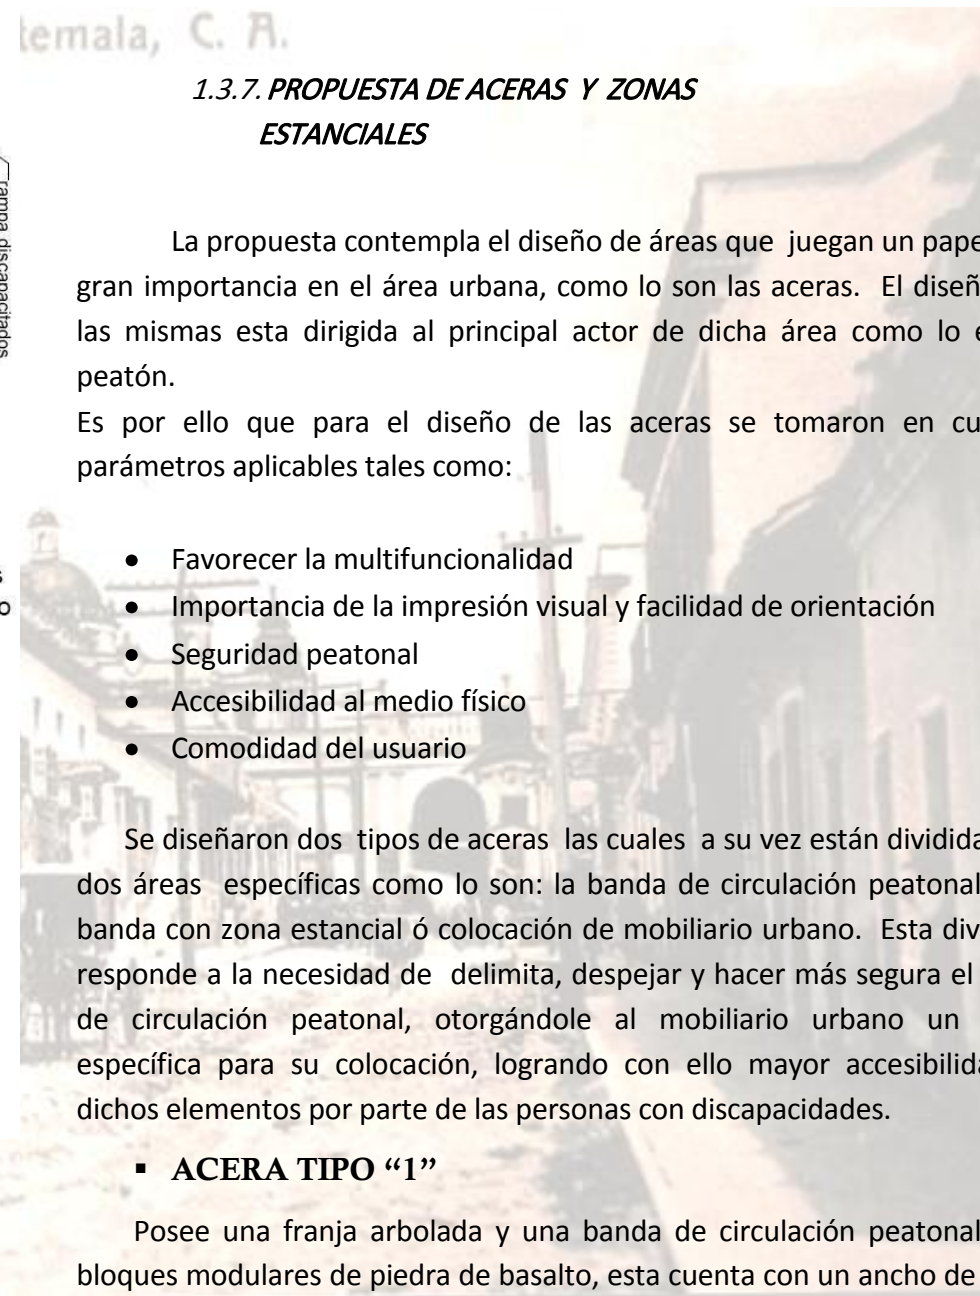 temala, C. A.
1.3.7. PROPUESTA DE ACERAS Y ZONAS
ESTANCIALES
rampa discapacitados
La propuesta contempla el diseño de áreas que juegan un pape
gran importancia en el área urbana, como lo son las aceras. El diseñ
las mismas esta dirigida al principal actor de dicha área como lo e
peatón.
Es por ello que para el diseño de las aceras se tomaron en cu
parámetros aplicables tales como:
s
o
• Favorecer la multifuncionalidad
• Importancia de la impresión visual y facilidad de orientación
• Seguridad peatonal
• Accesibilidad al medio físico
• Comodidad del usuario
Se diseñaron dos tipos de aceras las cuales a su vez están divida
dos áreas específicas como lo son: la banda de circulación peatonal
banda con zona estancial ó colocación de mobiliario urbano. Esta div
responde a la necesidad de delimita, despejar y hacer más segura el
de circulación peatonal, otorgándole al mobiliario urbano un
específica para su colocación, logrando con ello mayor accesibilida
dichos elementos por parte de las personas con discapacidades.
▪ ACERA TIPO “1”
Posee una franja arbolada y una banda de circulación peatonal
bloques modulares de piedra de basalto, esta cuenta con un ancho de